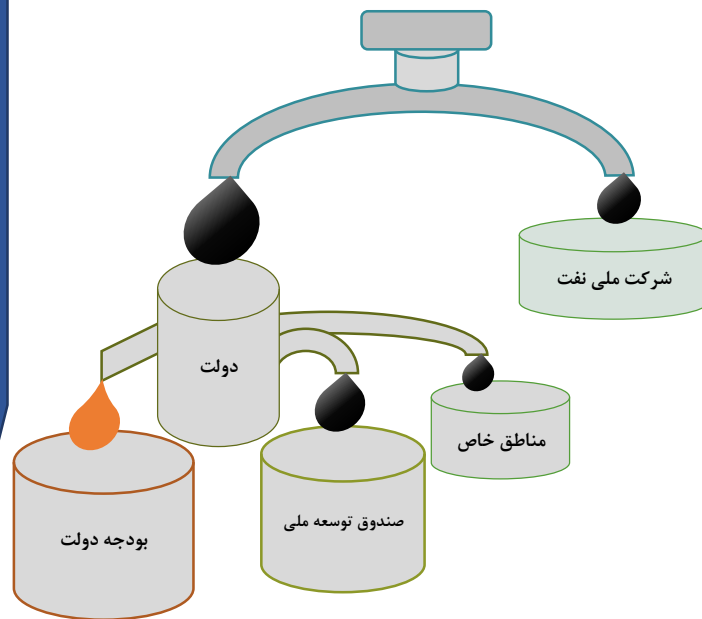 شرکت ملی نفت
دولت
مناطق خاص
صندوق توسعه ملی
بودجه دولت